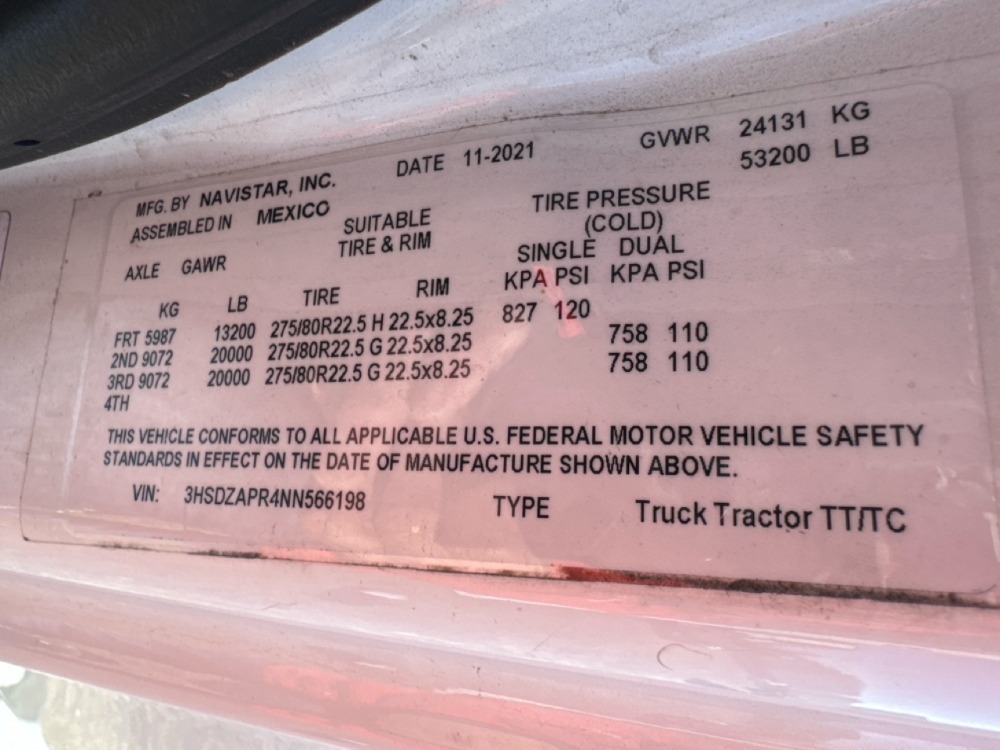 MFG. BY NAVISTAR, INC. DATE 11-2021 GVWR 24131 KG
ASSEMBLED IN MEXICO 53200 LB
SUITABLE TIRE PRESSURE
TIRE & RIM (COLD)
AXLE GAWR SINGLE DUAL
KG LB TIRE RIM KPA PSI KPA PSI
FRT 5987 13200 275/80R22.5 H 22.5x8.25 827 120
2ND 9072 20000 275/80R22.5 G 22.5x8.25 758 110
3RD 9072 20000 275/80R22.5 G 22.5x8.25 758 110
4TH
THIS VEHICLE CONFORMS TO ALL APPLICABLE U.S. FEDERAL MOTOR VEHICLE SAFETY
STANDARDS IN EFFECT ON THE DATE OF MANUFACTURE SHOWN ABOVE.
VIN: 3HSDZAPR4NN566198 TYPE Truck Tractor TT/TC